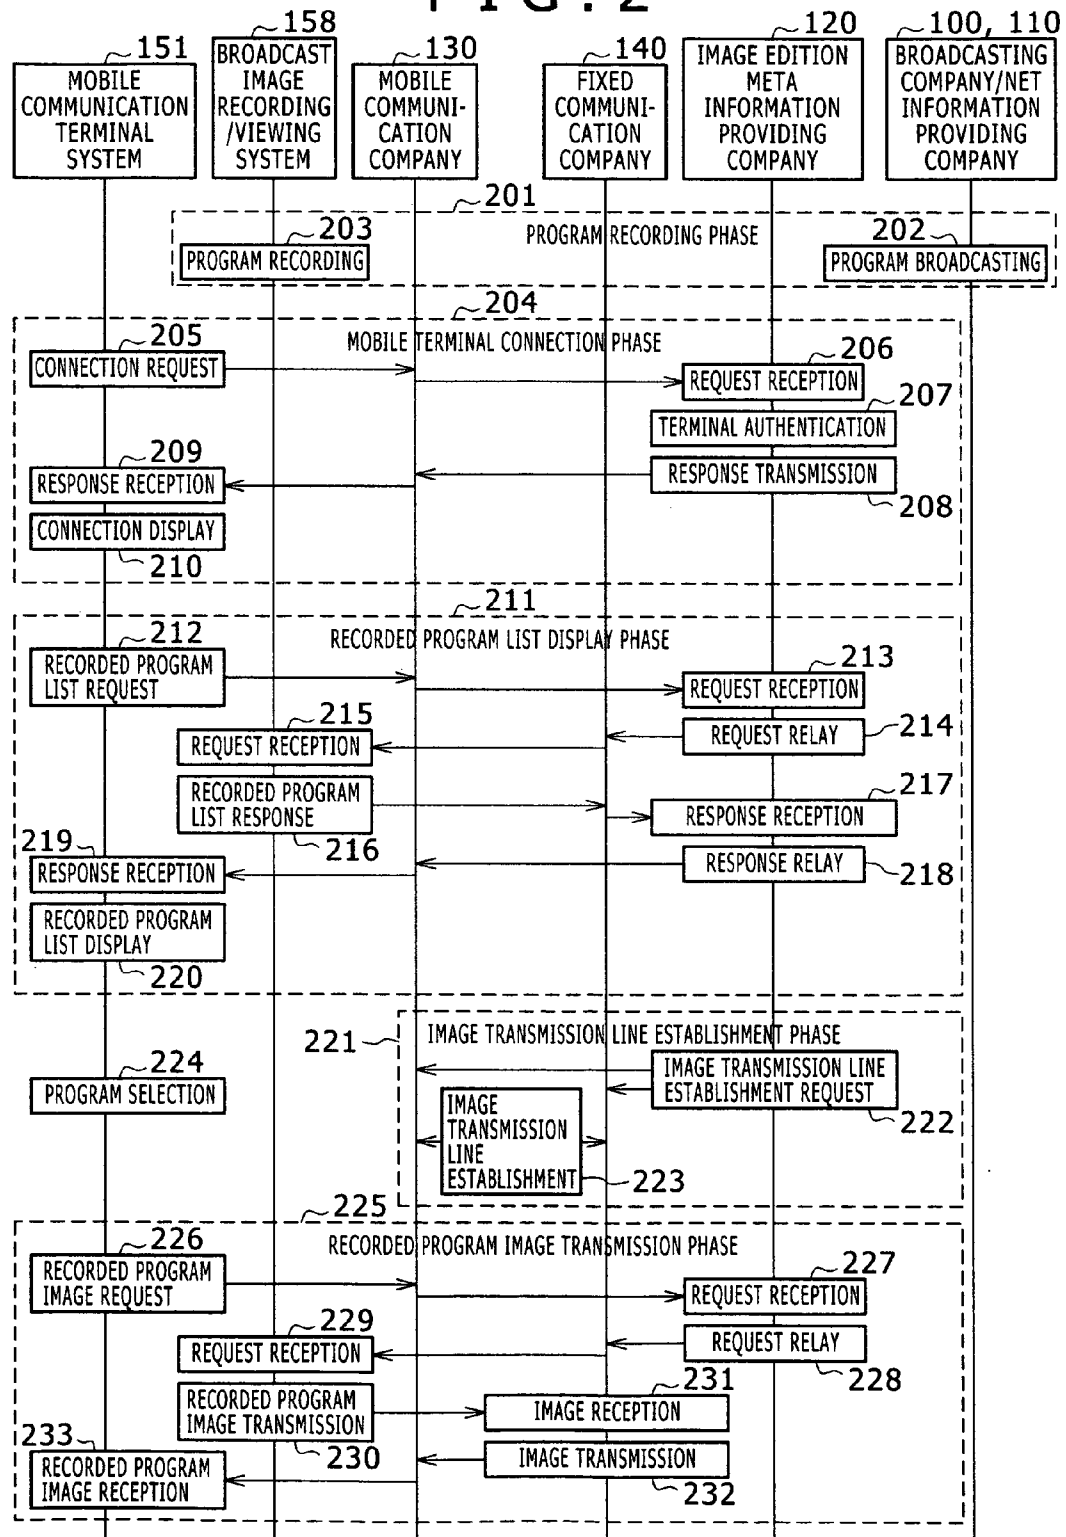 FIG. 2
151
MOBILE
COMMUNICATION
TERMINAL
SYSTEM
158
BROADCAST
IMAGE
RECORDING
/VIEWING
SYSTEM
130
MOBILE
COMMUNI-
CATION
COMPANY
140
FIXED
COMMUNI-
CATION
COMPANY
120
IMAGE EDITION
META
INFORMATION
PROVIDING
COMPANY
100, 110
BROADCASTING
COMPANY/NET
INFORMATION
PROVIDING
COMPANY
201
PROGRAM RECORDING PHASE
203
PROGRAM RECORDING
202
PROGRAM BROADCASTING
204
MOBILE TERMINAL CONNECTION PHASE
205
CONNECTION REQUEST
206
REQUEST RECEPTION
207
TERMINAL AUTHENTICATION
209
RESPONSE RECEPTION
RESPONSE TRANSMISSION
208
CONNECTION DISPLAY
210
211
RECORDED PROGRAM LIST DISPLAY PHASE
212
RECORDED PROGRAM
LIST REQUEST
213
REQUEST RECEPTION
215
REQUEST RECEPTION
REQUEST RELAY
214
RECORDED PROGRAM
LIST RESPONSE
216
217
RESPONSE RECEPTION
219
RESPONSE RECEPTION
RESPONSE RELAY
218
RECORDED PROGRAM
LIST DISPLAY
220
221
IMAGE TRANSMISSION LINE ESTABLISHMENT PHASE
224
PROGRAM SELECTION
IMAGE TRANSMISSION LINE
ESTABLISHMENT REQUEST
222
IMAGE
TRANSMISSION
LINE
ESTABLISHMENT
223
225
RECORDED PROGRAM IMAGE TRANSMISSION PHASE
226
RECORDED PROGRAM
IMAGE REQUEST
227
REQUEST RECEPTION
229
REQUEST RECEPTION
REQUEST RELAY
228
RECORDED PROGRAM
IMAGE TRANSMISSION
230
231
IMAGE RECEPTION
233
RECORDED PROGRAM
IMAGE RECEPTION
IMAGE TRANSMISSION
232